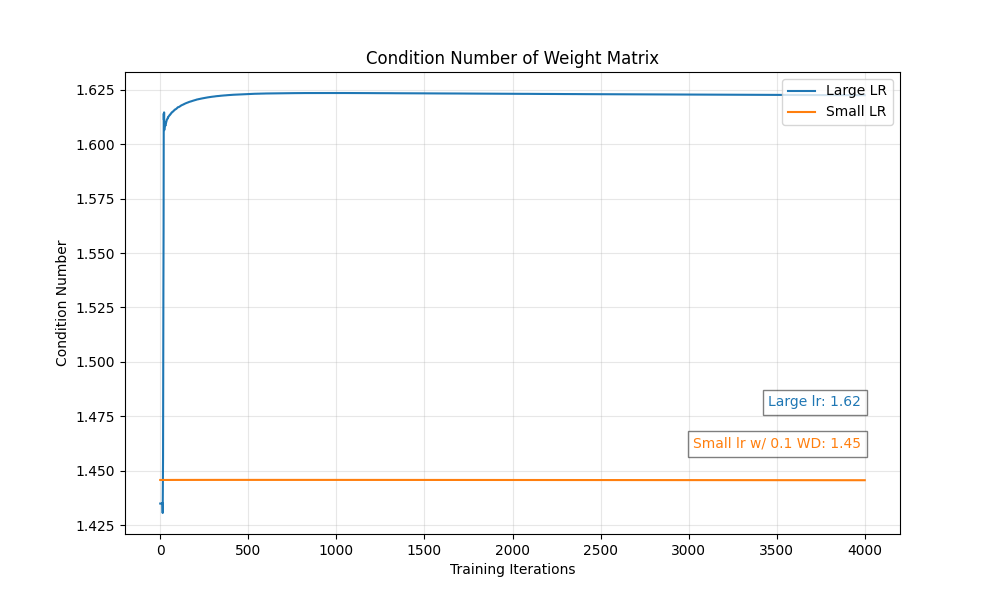 Condition Number of Weight Matrix
Condition Number
1.625
1.600
1.575
1.550
1.525
1.500
1.475
1.450
1.425
Large LR
Small LR
Large lr: 1.62
Small lr w/ 0.1 WD: 1.45
0 500 1000 1500 2000 2500 3000 3500 4000
Training Iterations